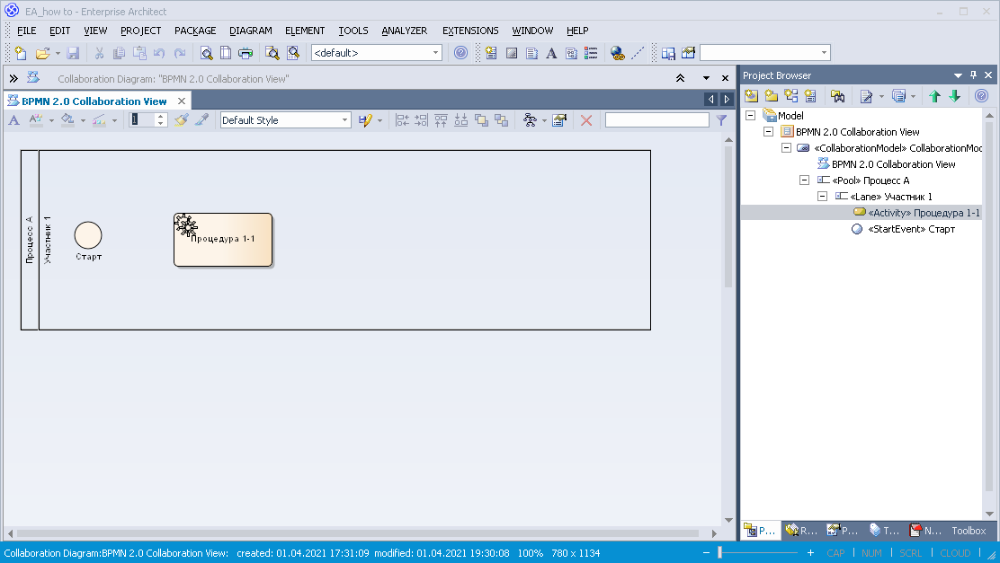 EA_how to - Enterprise Architect
FILE EDIT VIEW PROJECT PACKAGE DIAGRAM ELEMENT TOOLS ANALYZER EXTENSIONS WINDOW HELP
<default>
Collaboration Diagram: "BPMN 2.0 Collaboration View"
BPMN 2.0 Collaboration View
1
Default Style
Процесс А
Участник 1
Старт
Процедура 1-1
Project Browser
Model
BPMN 2.0 Collaboration View
«CollaborationModel» CollaborationMod
BPMN 2.0 Collaboration View
«Pool» Процесс А
«Lane» Участник 1
«Activity» Процедура 1-1
«StartEvent» Старт
P... R... P... T... N... Toolbox
Collaboration Diagram:BPMN 2.0 Collaboration View: created: 01.04.2021 17:31:09 modified: 01.04.2021 19:30:08 100% 780 x 1134
CAP NUM SCRL CLOUD